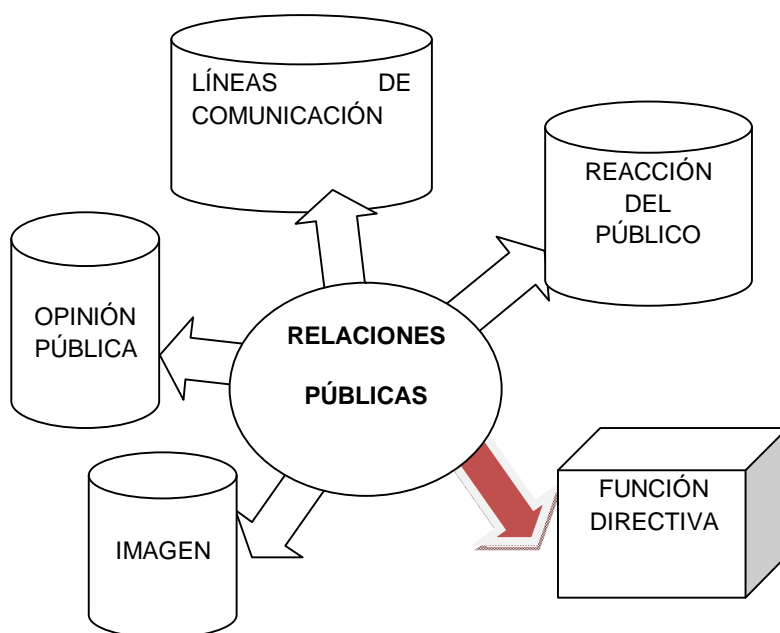 LÍNEAS DE
COMUNICACIÓN
REACCIÓN
DEL
PÚBLICO
OPINIÓN
PÚBLICA
RELACIONES
PÚBLICAS
FUNCIÓN
DIRECTIVA
IMAGEN